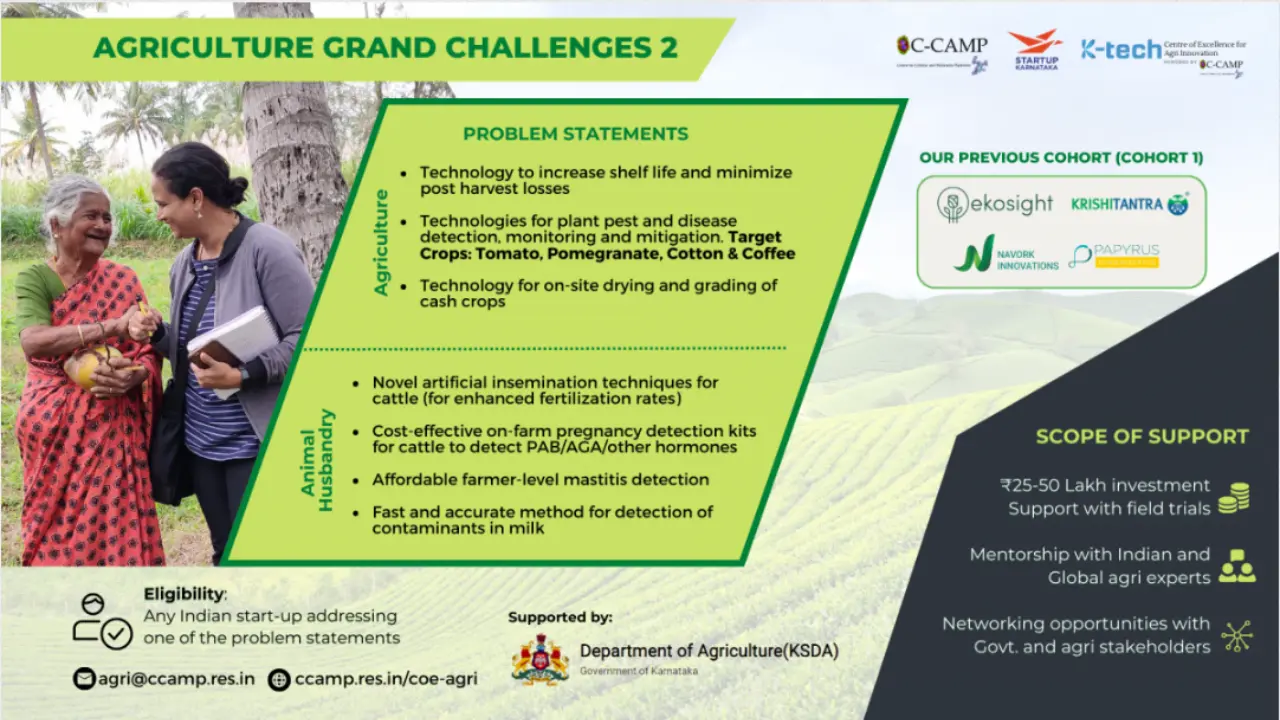 AGRICULTURE GRAND CHALLENGES 2
C-CAMP
STARTUP
KARNATAKA
K-tech
Centre of Excellence for
Agri Innovation
POWERED BY C-CAMP
PROBLEM STATEMENTS
Agriculture
• Technology to increase shelf life and minimize
post harvest losses
• Technologies for plant pest and disease
detection, monitoring and mitigation. Target
Crops: Tomato, Pomegranate, Cotton & Coffee
• Technology for on-site drying and grading of
cash crops
Animal
Husbandry
• Novel artificial insemination techniques for
cattle (for enhanced fertilization rates)
• Cost-effective on-farm pregnancy detection kits
for cattle to detect PAB/AGA/other hormones
• Affordable farmer-level mastitis detection
• Fast and accurate method for detection of
contaminants in milk
OUR PREVIOUS COHORT (COHORT 1)
ekosight
KRISHITANTRA
NAVORK
INNOVATIONS
PAPYRUS
SCOPE OF SUPPORT
₹25-50 Lakh investment
Support with field trials
Mentorship with Indian and
Global agri experts
Networking opportunities with
Govt. and agri stakeholders
Eligibility:
Any Indian start-up addressing
one of the problem statements
agri@ccamp.res.in
ccamp.res.in/coe-agri
Supported by:
Department of Agriculture(KSDA)
Government of Karnataka